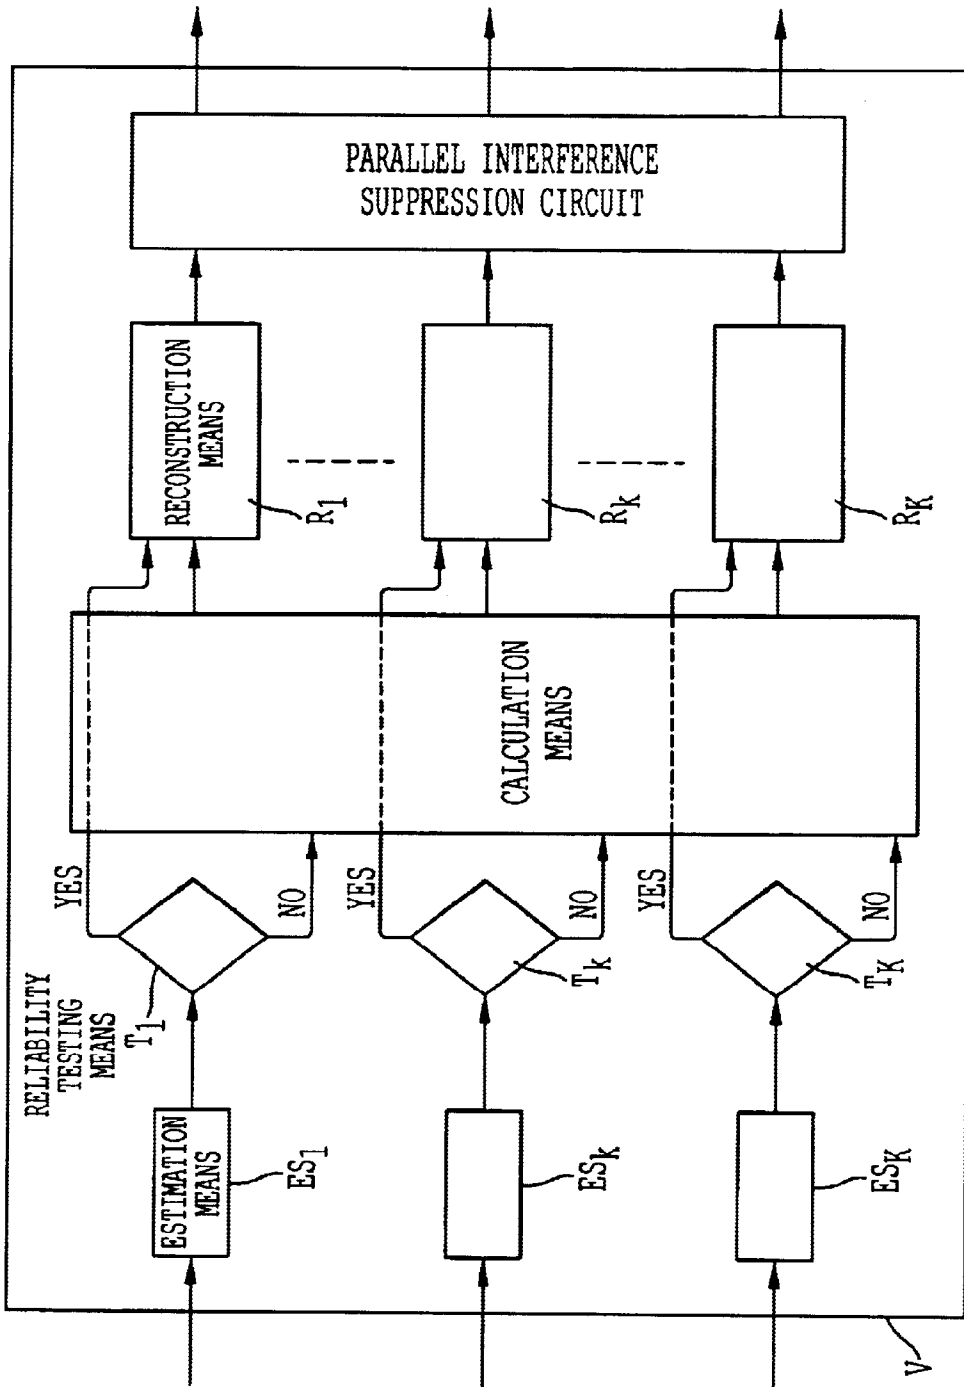 PARALLEL INTERFERENCE
SUPPRESSION CIRCUIT
RECONSTRUCTION
MEANS
R1
Rk
RK
CALCULATION
MEANS
YES
NO
YES
NO
YES
NO
RELIABILITY
TESTING
MEANS
T1
Tk
TK
ESTIMATION
MEANS
ES1
ESk
ESK
V